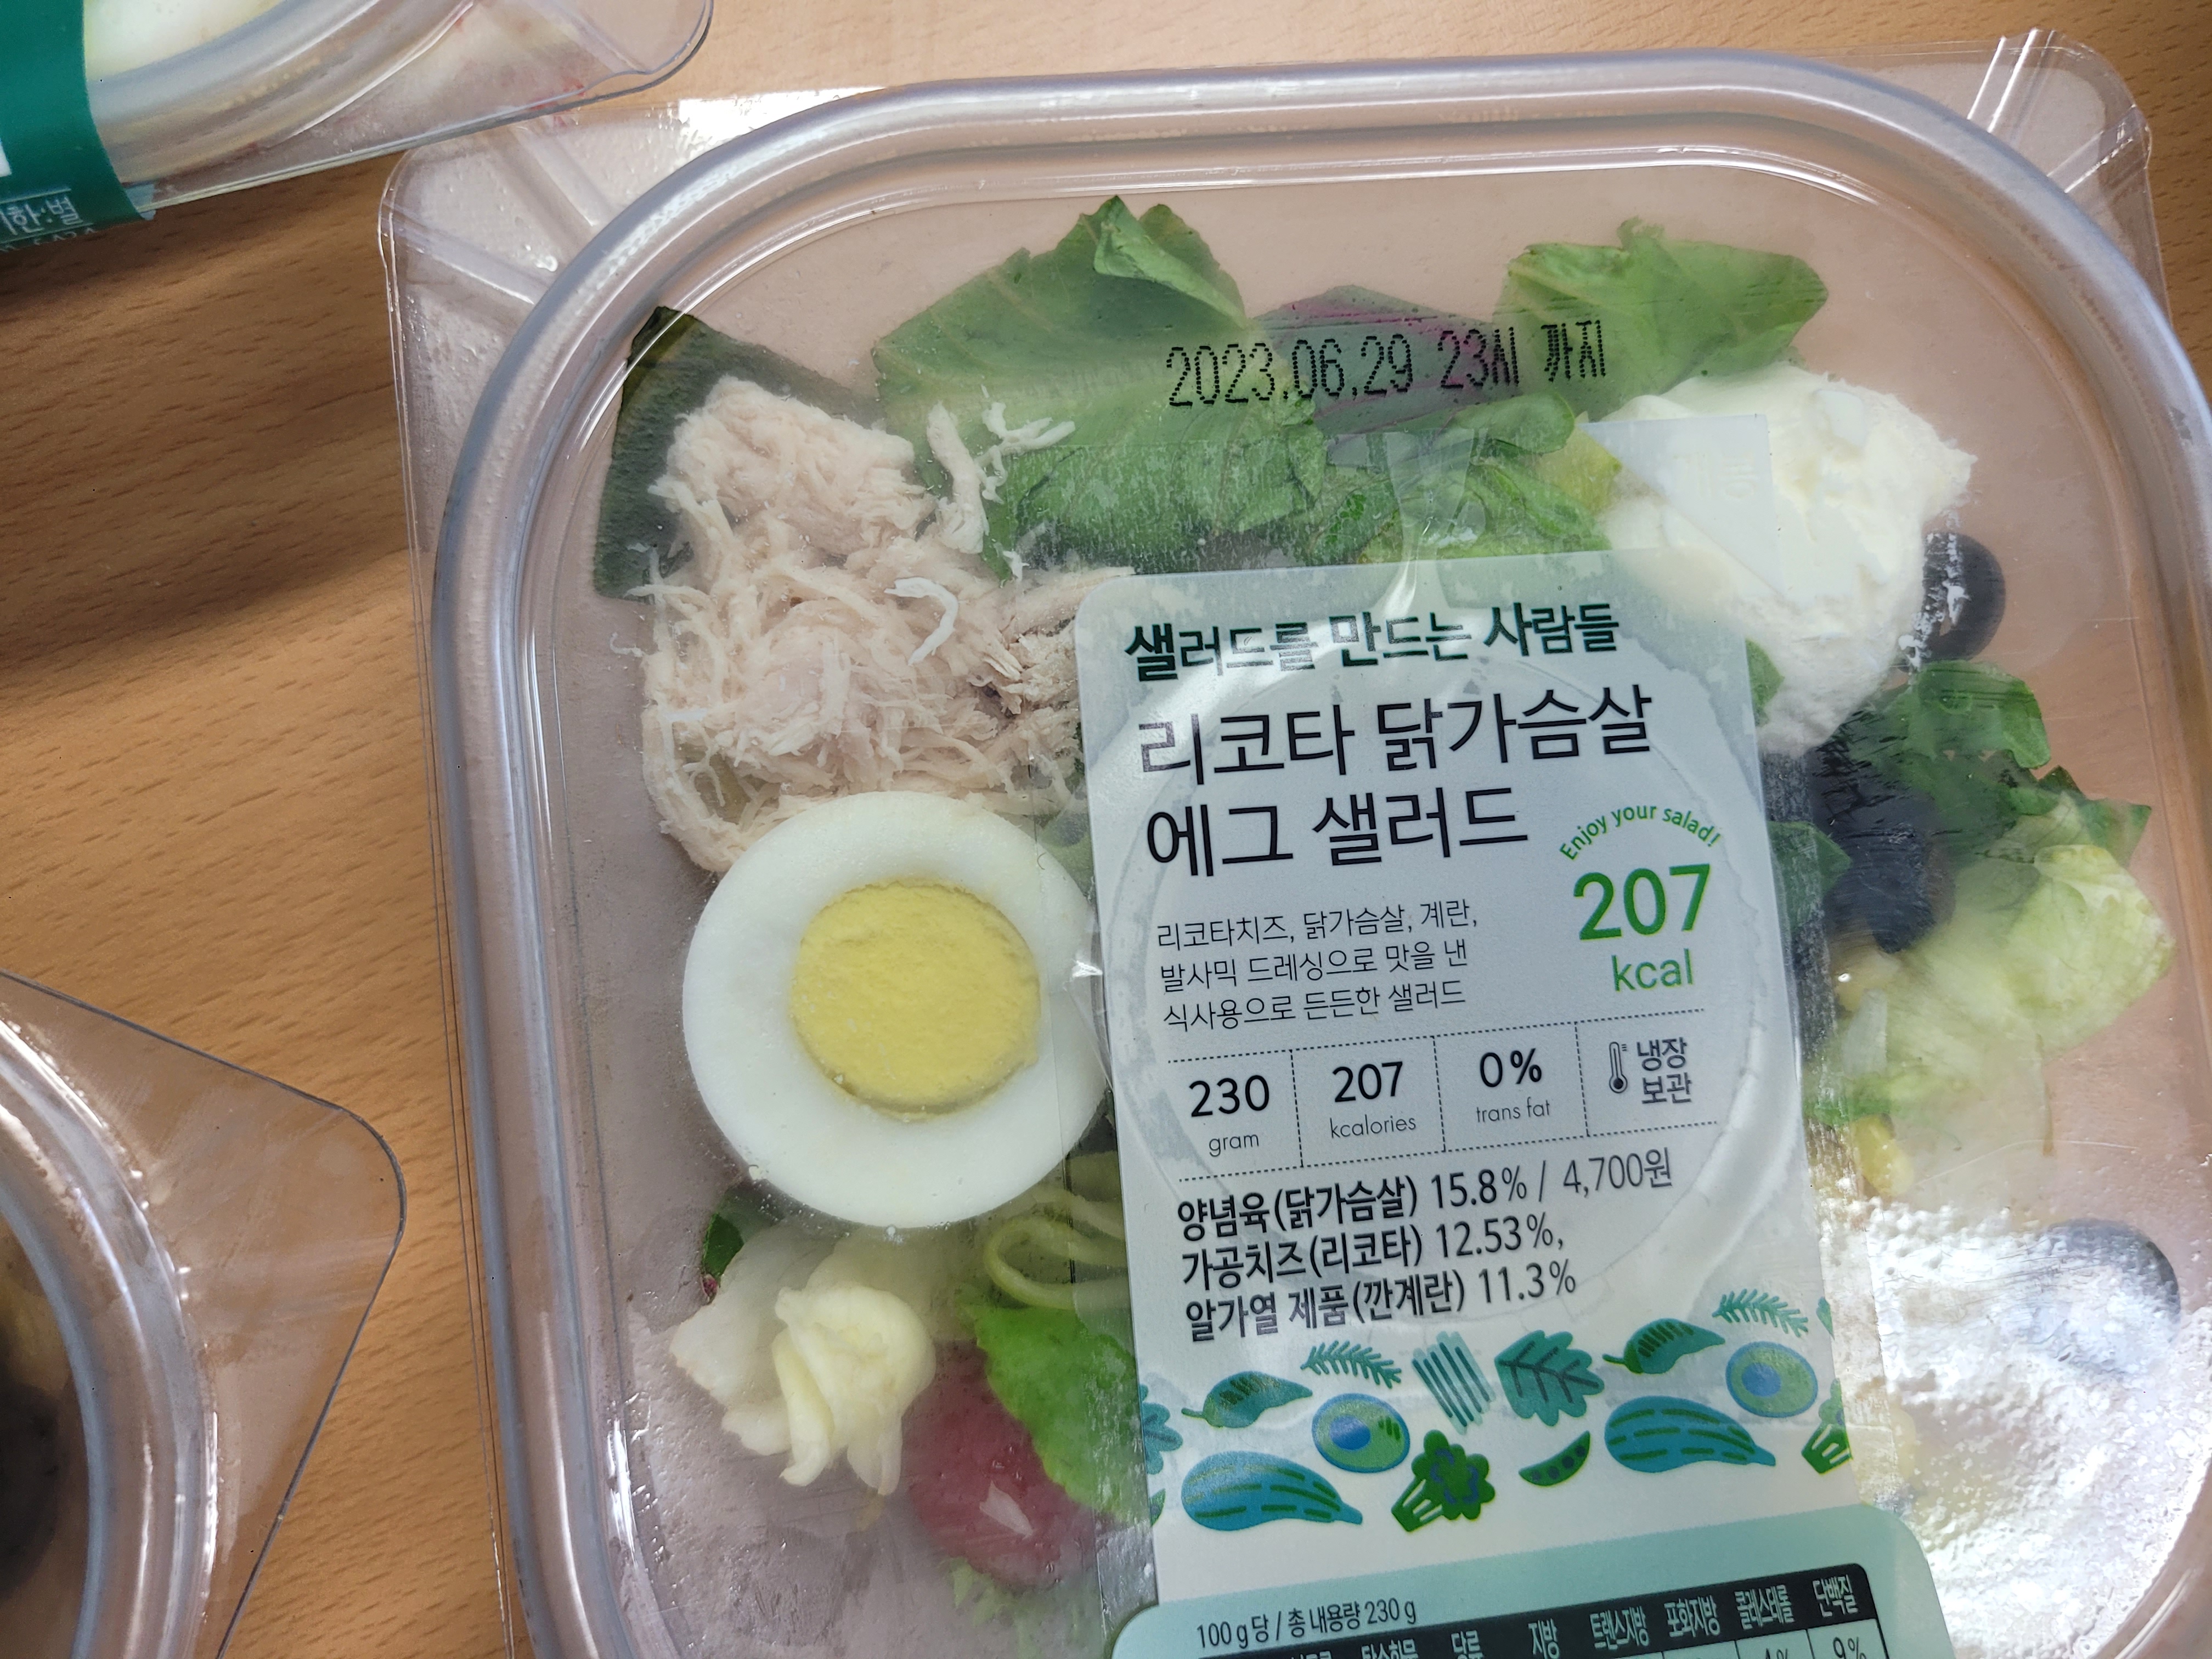 2023.06.29 23시 까지
샐러드를 만드는 사람들
리코타 닭가슴살
에그 샐러드
Enjoy your salad!
207
kcal
리코타치즈, 닭가슴살, 계란,
발사믹 드레싱으로 맛을 낸
식사용으로 든든한 샐러드
230
gram
207
kcalories
0%
trans fat
냉장
보관
양념육(닭가슴살) 15.8% / 4,700원
가공치즈(리코타) 12.53%,
알가열 제품(깐계란) 11.3%
100 g당 / 총 내용량 230 g
당류 지방 트랜스지방 포화지방 콜레스테롤 단백질
4% 9%